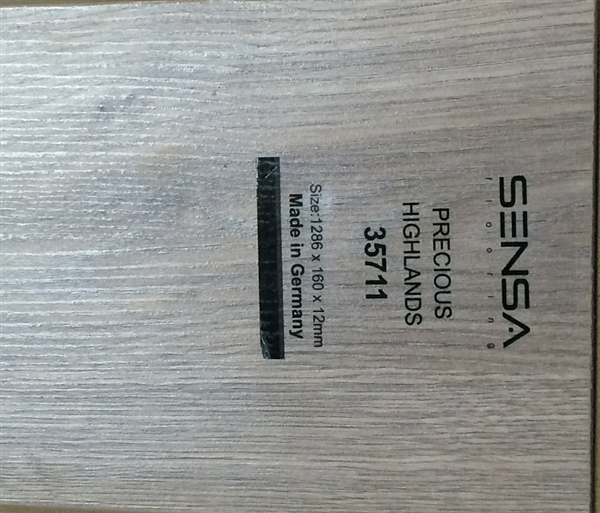 SENSA
flooring
PRECIOUS
HIGHLANDS
35711
Size:1286 x 160 x 12mm
Made in Germany